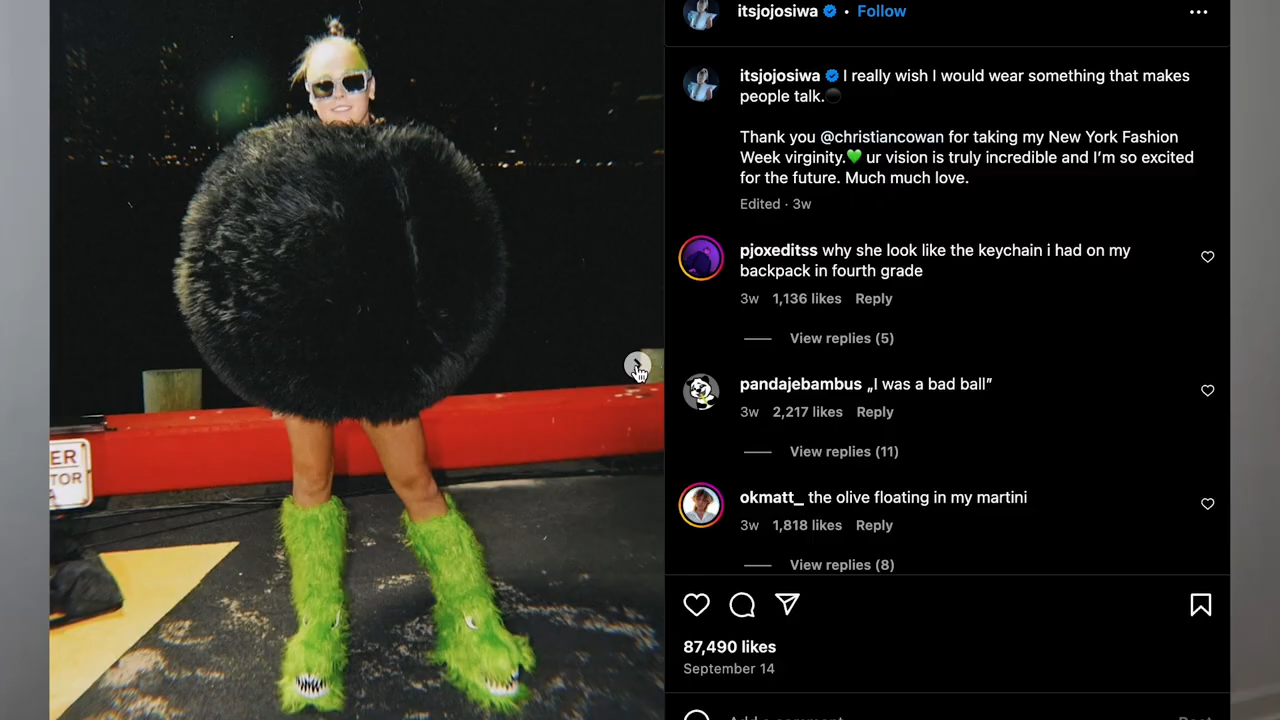 itsjojosiwa • Follow
itsjojosiwa I really wish I would wear something that makes
people talk.
Thank you @christiancowan for taking my New York Fashion
Week virginity.💚 ur vision is truly incredible and I'm so excited
for the future. Much much love.
Edited · 3w
pjoxeditss why she look like the keychain i had on my
backpack in fourth grade
3w 1,136 likes Reply
View replies (5)
pandajebambus „I was a bad ball”
3w 2,217 likes Reply
View replies (11)
okmatt_ the olive floating in my martini
3w 1,818 likes Reply
View replies (8)
87,490 likes
September 14
Add a comment
Post
ER
TOR